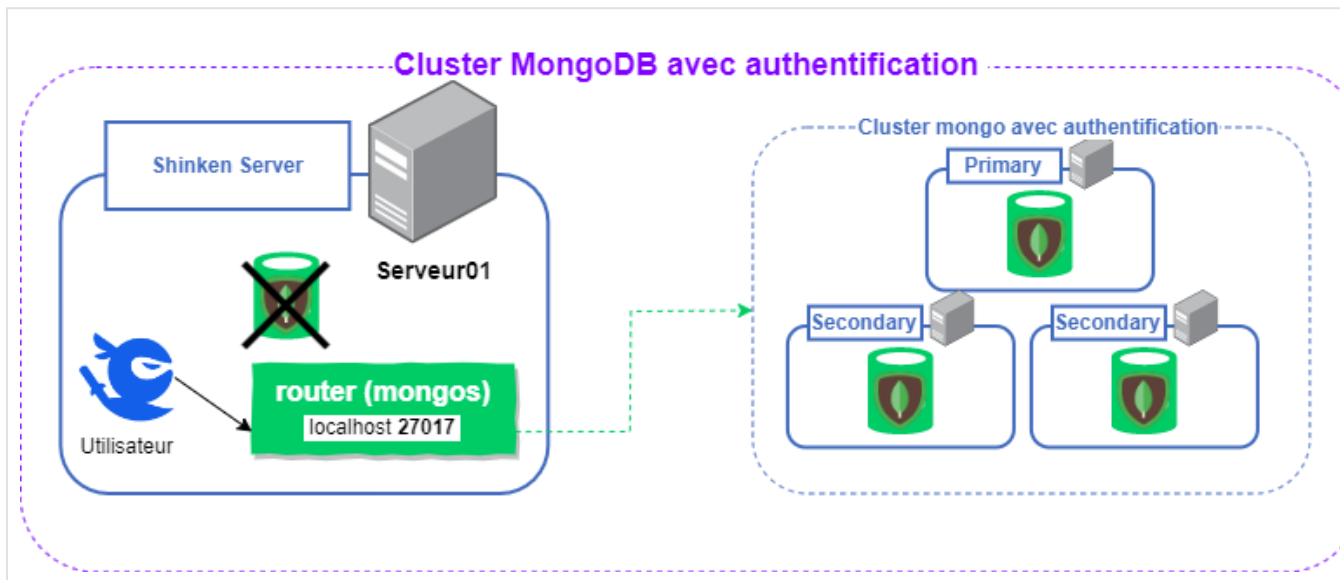 Cluster MongoDB avec authentification
Shinken Server
Serveur01
Utilisateur
router (mongos)
localhost 27017
Cluster mongo avec authentification
Primary
Secondary
Secondary